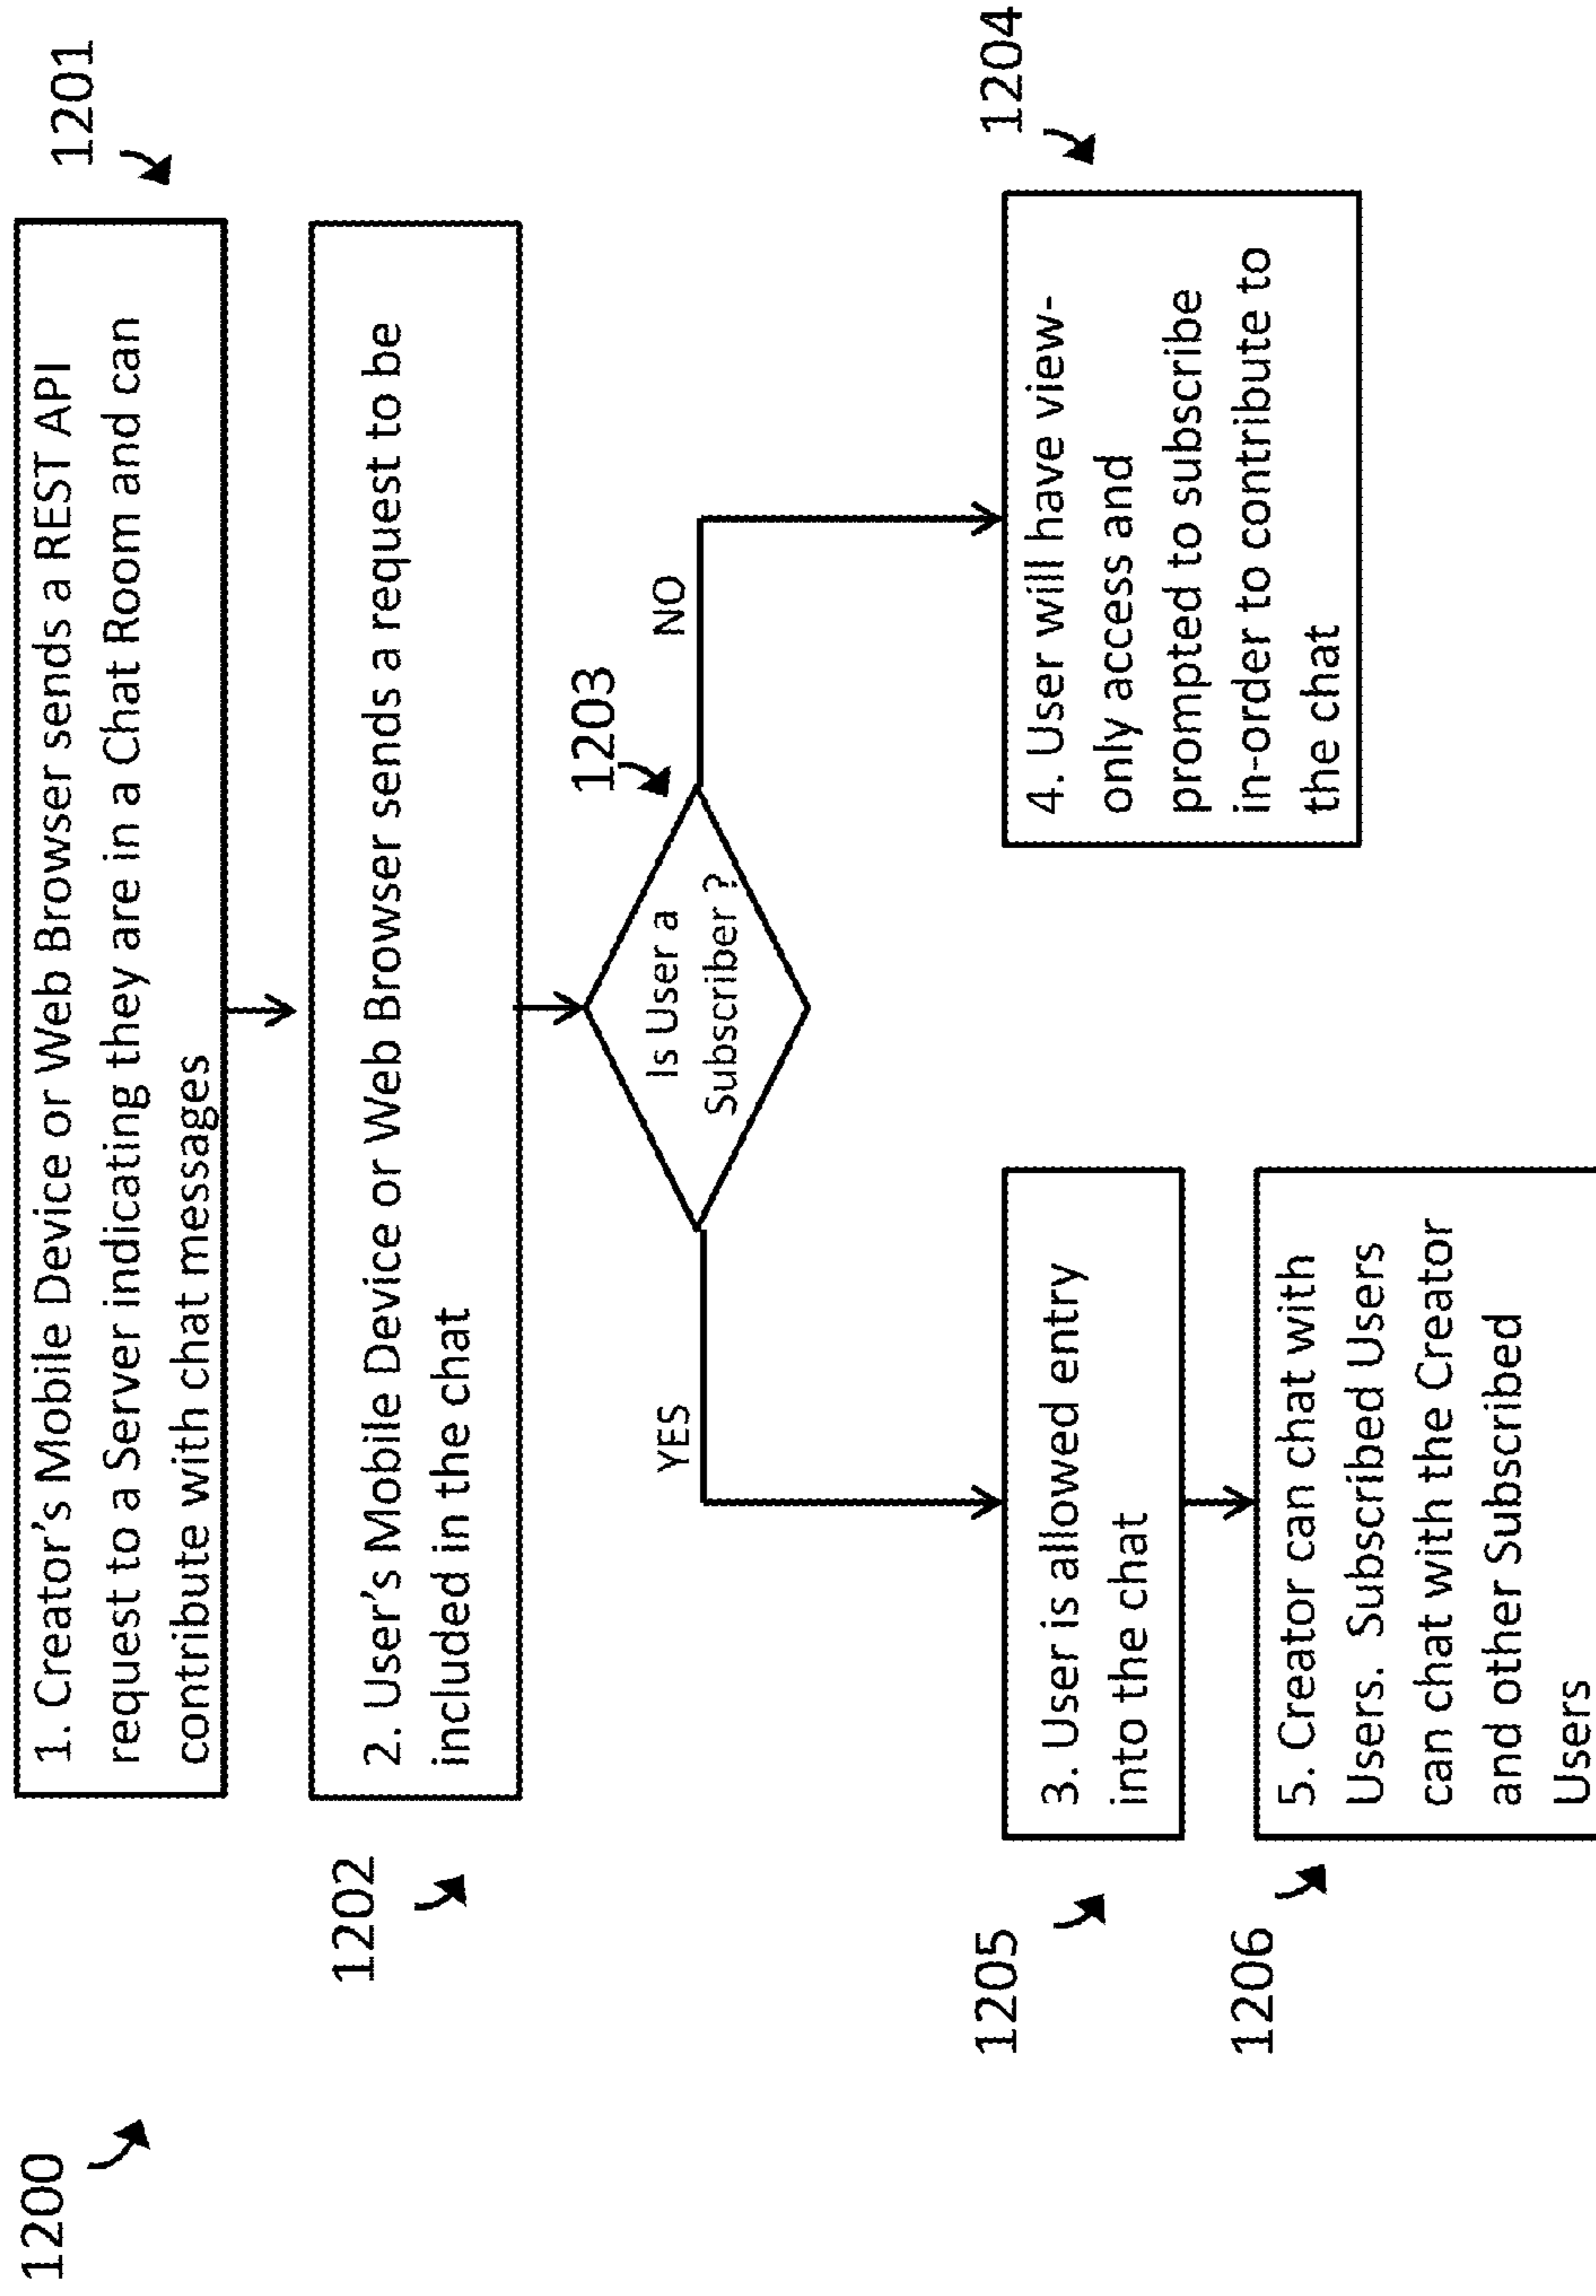 1200
1201
1. Creator's Mobile Device or Web Browser sends a REST API
request to a Server indicating they are in a Chat Room and can
contribute with chat messages
1202
2. User's Mobile Device or Web Browser sends a request to be
included in the chat
1203
Is User a
Subscriber ?
YES
NO
1205
3. User is allowed entry
into the chat
1204
4. User will have view-
only access and
prompted to subscribe
in-order to contribute to
the chat
1206
5. Creator can chat with
Users. Subscribed Users
can chat with the Creator
and other Subscribed
Users